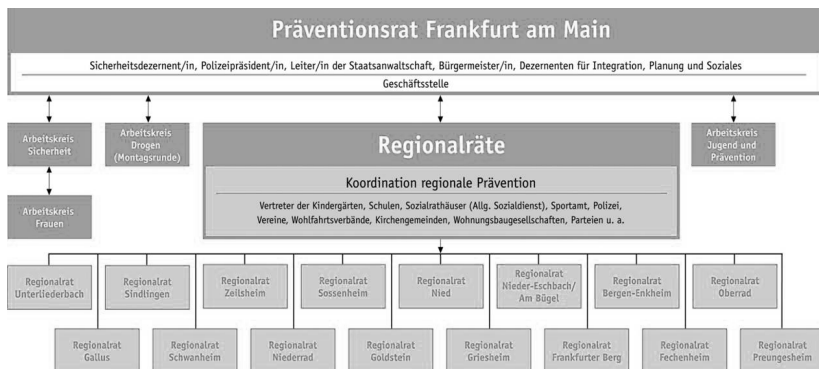 Präventionsrat Frankfurt am Main
Sicherheitsdezernent/in, Polizeipräsident/in, Leiter/in der Staatsanwaltschaft, Bürgermeister/in, Dezernenten für Integration, Planung und Soziales
Geschäftsstelle
Arbeitskreis
Sicherheit
Arbeitskreis
Drogen
(Montagsrunde)
Regionalräte
Arbeitskreis
Jugend und
Prävention
Koordination regionale Prävention
Vertreter der Kindergärten, Schulen, Sozialrathäuser (Allg. Sozialdienst), Sportamt, Polizei,
Vereine, Wohlfahrtsverbände, Kirchengemeinden, Wohnungsbaugesellschaften, Parteien u. a.
Arbeitskreis
Frauen
Regionalrat
Unterliederbach
Regionalrat
Sindlingen
Regionalrat
Zeilsheim
Regionalrat
Sossenheim
Regionalrat
Nied
Regionalrat
Nieder-Eschbach/
Am Bügel
Regionalrat
Bergen-Enkheim
Regionalrat
Oberrad
Regionalrat
Gallus
Regionalrat
Schwanheim
Regionalrat
Niederrad
Regionalrat
Goldstein
Regionalrat
Griesheim
Regionalrat
Frankfurter Berg
Regionalrat
Fechenheim
Regionalrat
Preungesheim